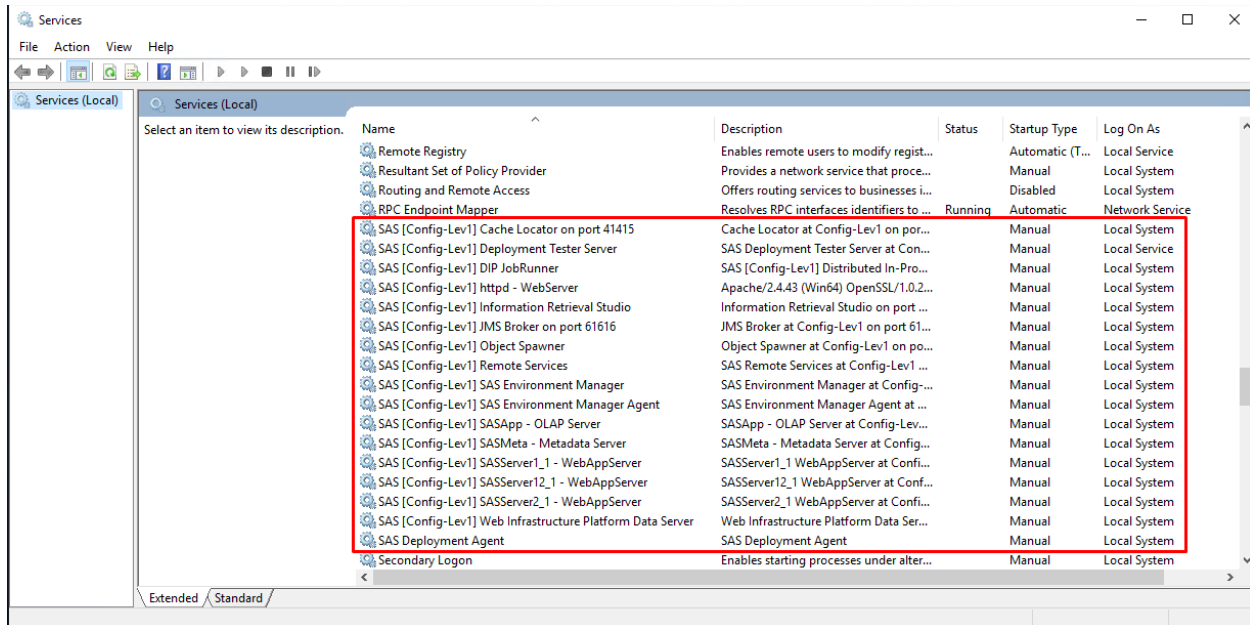 Services
File Action View Help
Services (Local)
Services (Local)
Select an item to view its description.
Name Description Status Startup Type Log On As
Remote Registry Enables remote users to modify regist... Automatic (T... Local Service
Resultant Set of Policy Provider Provides a network service that proce... Manual Local System
Routing and Remote Access Offers routing services to businesses i... Disabled Local System
RPC Endpoint Mapper Resolves RPC interfaces identifiers to ... Running Automatic Network Service
SAS [Config-Lev1] Cache Locator on port 41415 Cache Locator at Config-Lev1 on por... Manual Local System
SAS [Config-Lev1] Deployment Tester Server SAS Deployment Tester Server at Con... Manual Local Service
SAS [Config-Lev1] DIP JobRunner SAS [Config-Lev1] Distributed In-Pro... Manual Local System
SAS [Config-Lev1] httpd - WebServer Apache/2.4.43 (Win64) OpenSSL/1.0.2... Manual Local System
SAS [Config-Lev1] Information Retrieval Studio Information Retrieval Studio on port ... Manual Local System
SAS [Config-Lev1] JMS Broker on port 61616 JMS Broker at Config-Lev1 on port 61... Manual Local System
SAS [Config-Lev1] Object Spawner Object Spawner at Config-Lev1 on po... Manual Local System
SAS [Config-Lev1] Remote Services SAS Remote Services at Config-Lev1 ... Manual Local System
SAS [Config-Lev1] SAS Environment Manager SAS Environment Manager at Config-... Manual Local System
SAS [Config-Lev1] SAS Environment Manager Agent SAS Environment Manager Agent at ... Manual Local System
SAS [Config-Lev1] SASApp - OLAP Server SASApp - OLAP Server at Config-Lev... Manual Local System
SAS [Config-Lev1] SASMeta - Metadata Server SASMeta - Metadata Server at Config... Manual Local System
SAS [Config-Lev1] SASServer1_1 - WebAppServer SASServer1_1 WebAppServer at Confi... Manual Local System
SAS [Config-Lev1] SASServer12_1 - WebAppServer SASServer12_1 WebAppServer at Conf... Manual Local System
SAS [Config-Lev1] SASServer2_1 - WebAppServer SASServer2_1 WebAppServer at Confi... Manual Local System
SAS [Config-Lev1] Web Infrastructure Platform Data Server Web Infrastructure Platform Data Ser... Manual Local System
SAS Deployment Agent SAS Deployment Agent Manual Local System
Secondary Logon Enables starting processes under alter... Manual Local System
Extended Standard